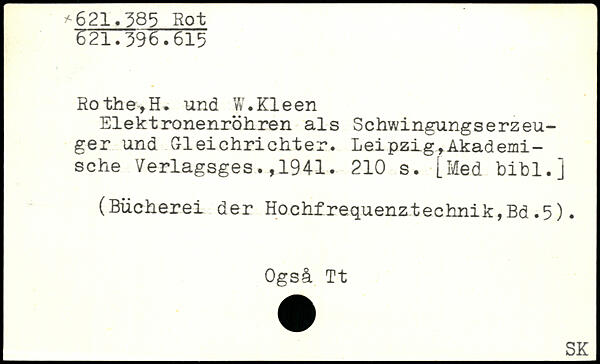 *621.385 Rot
621.396.615
Rothe,H. und W.Kleen
Elektronenröhren als Schwingungserzeu-
ger und Gleichrichter. Leipzig,Akademi-
sche Verlagsges.,1941. 210 s. [Med bibl.]
(Bücherei der Hochfrequenztechnik,Bd.5).
Også Tt
SK